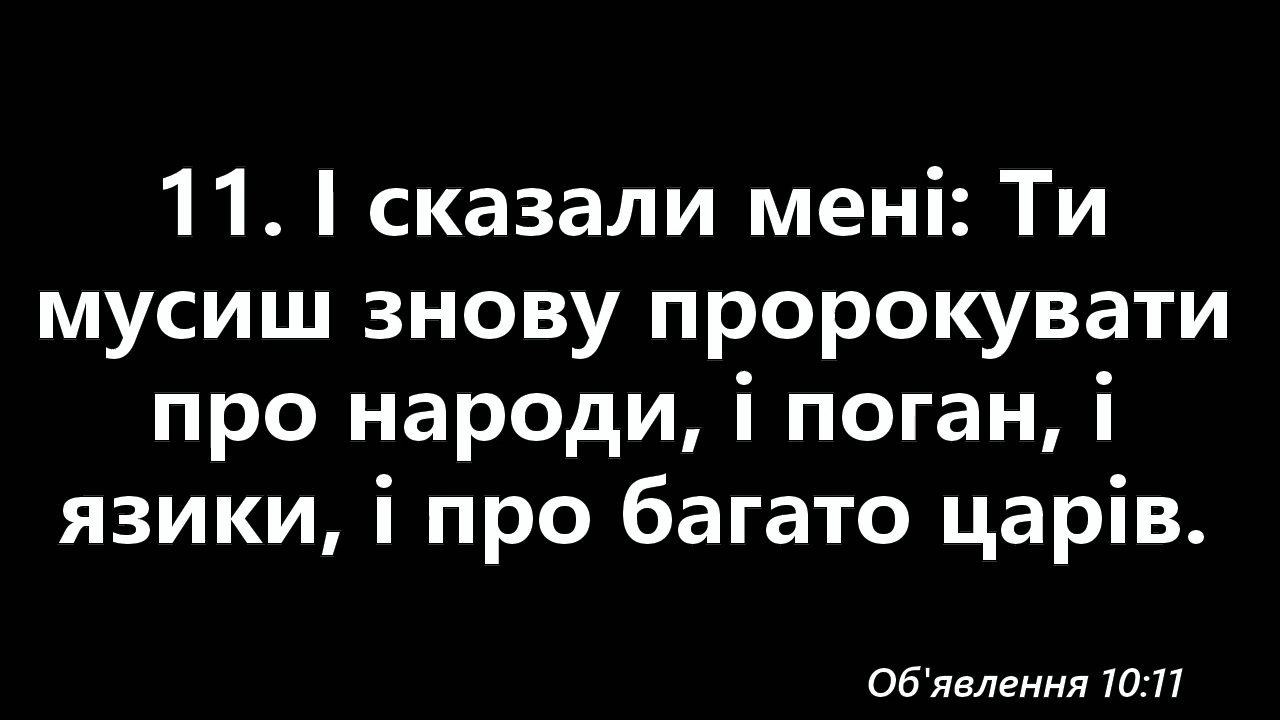 11. І сказали мені: Ти
мусиш знову пророкувати
про народи, і поган, і
язики, і про багато царів.
Об'явлення 10:11